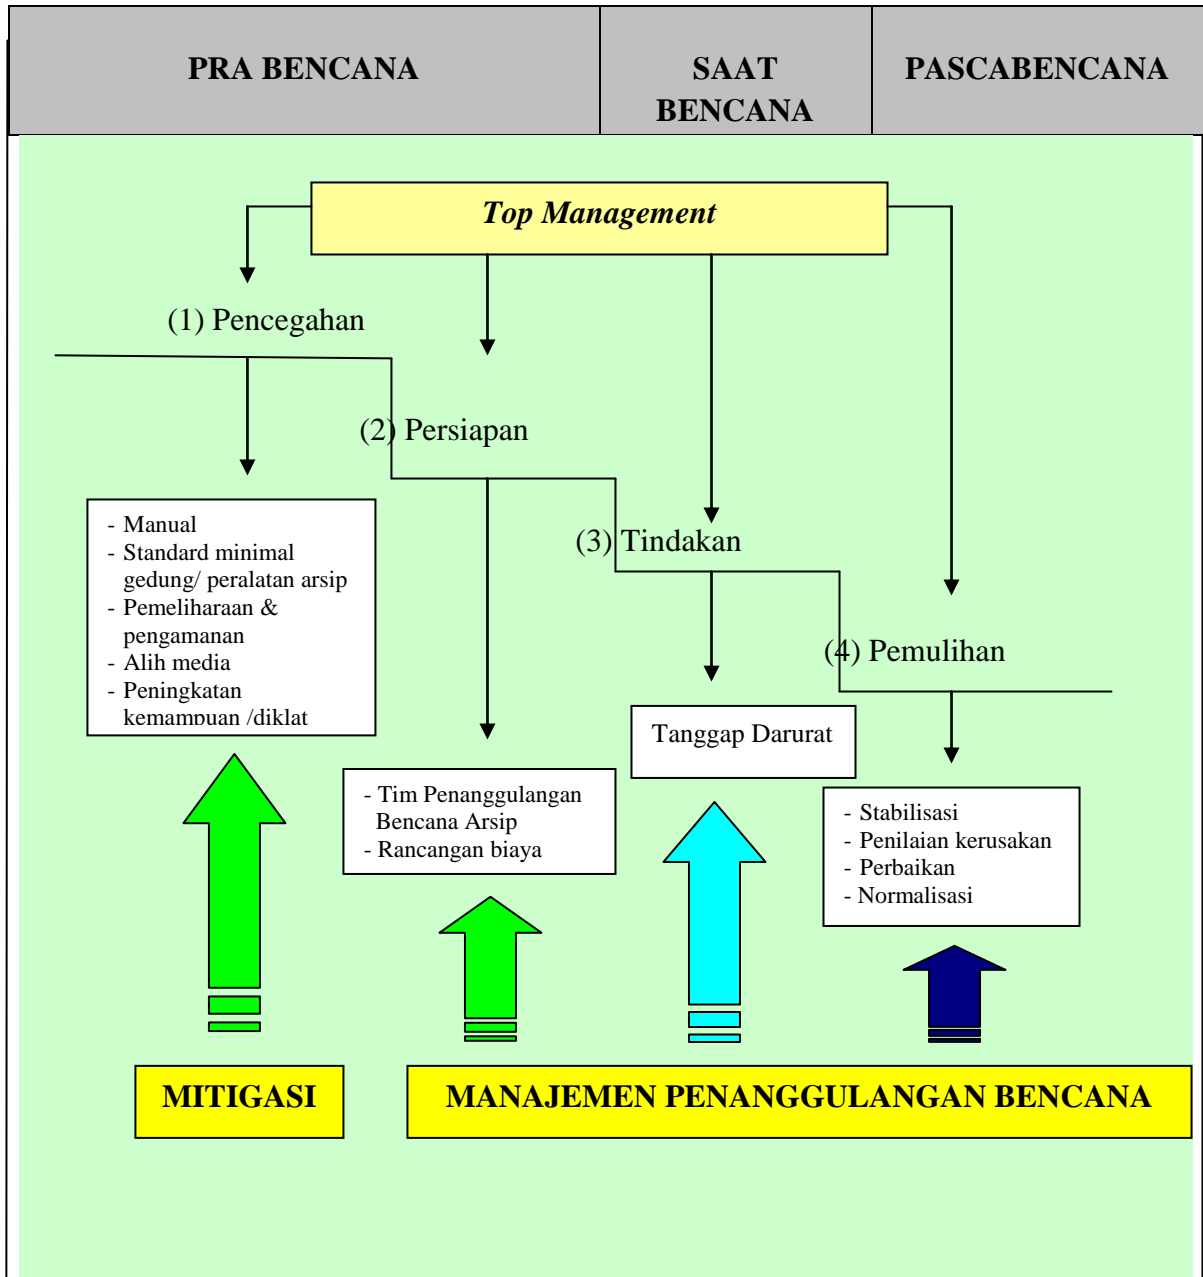 PRA BENCANA
SAAT
BENCANA
PASCABENCANA
Top Management
(1) Pencegahan
(2) Persiapan
(3) Tindakan
(4) Pemulihan
- Manual
- Standard minimal
gedung/ peralatan arsip
- Pemeliharaan &
pengamanan
- Alih media
- Peningkatan
kemampuan /diklat
- Tim Penanggulangan
Bencana Arsip
- Rancangan biaya
Tanggap Darurat
- Stabilisasi
- Penilaian kerusakan
- Perbaikan
- Normalisasi
MITIGASI
MANAJEMEN PENANGGULANGAN BENCANA